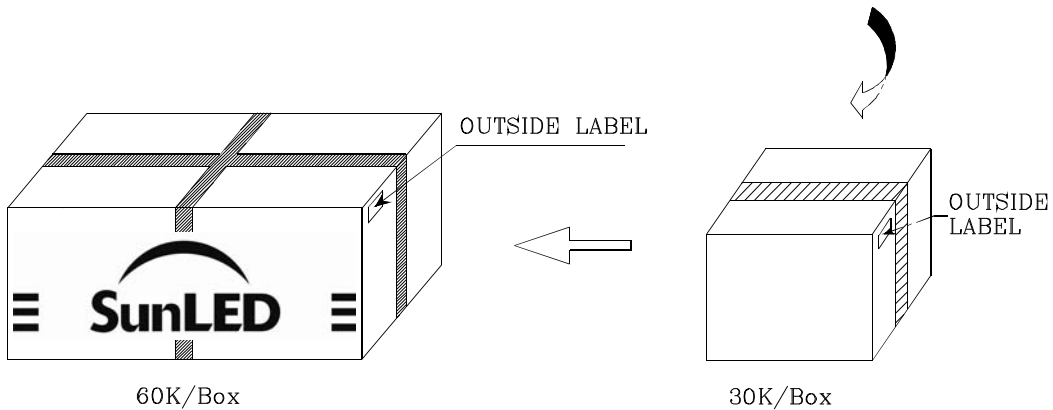 OUTSIDE LABEL
OUTSIDE
LABEL
SunLED
60K/Box
30K/Box